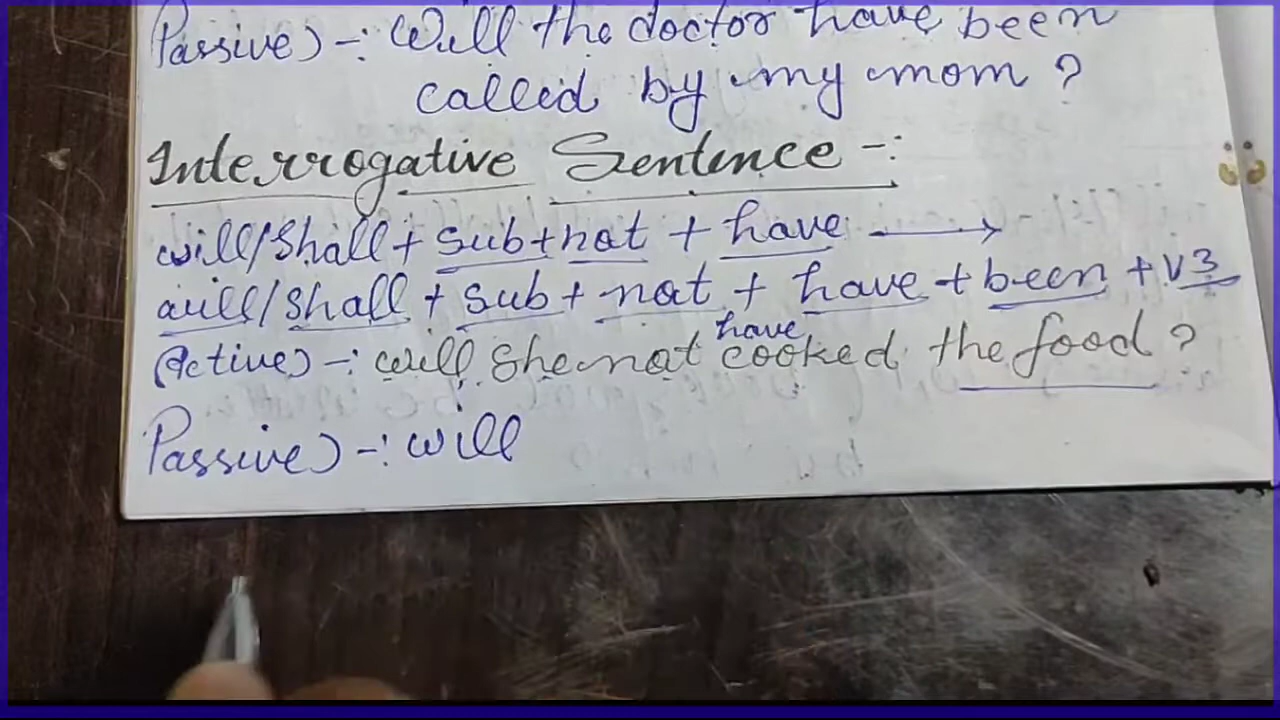 Passive) -: Will the doctor have been
called by my mom ?
Interrogative Sentence -:
will/shall + sub + not + have →
will/shall + sub + not + have + been + V3
have
(Active) -: will she not cooked the food ?
Passive) -: will